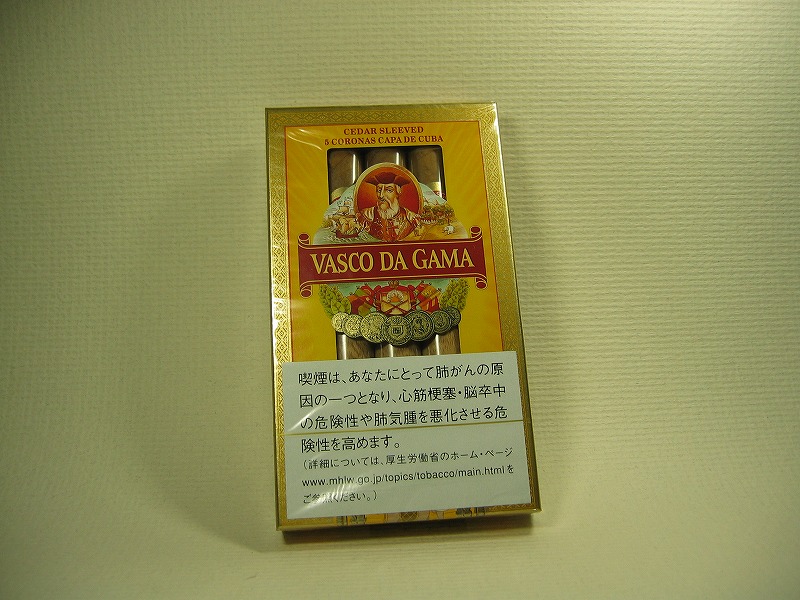 CEDAR SLEEVED
5 CORONAS CAPA DE CUBA
VASCO DA GAMA
喫煙は、あなたにとって肺がんの原
因の一つとなり、心筋梗塞・脳卒中
の危険性や肺気腫を悪化させる危
険性を高めます。
（詳細については、厚生労働省のホーム・ページ
www.mhlw.go.jp/topics/tobacco/main.htmlを
ご参照ください。）